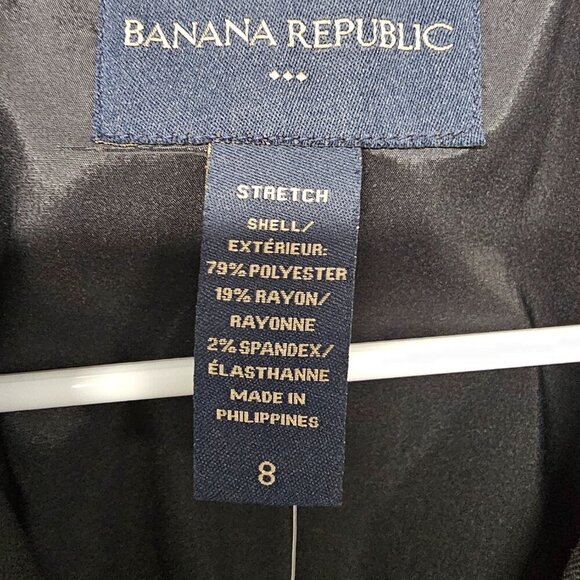 BANANA REPUBLIC
STRETCH
SHELL/
EXTÉRIEUR:
79% POLYESTER
19% RAYON/
RAYONNE
2% SPANDEX/
ÉLASTHANNE
MADE IN
PHILIPPINES
8